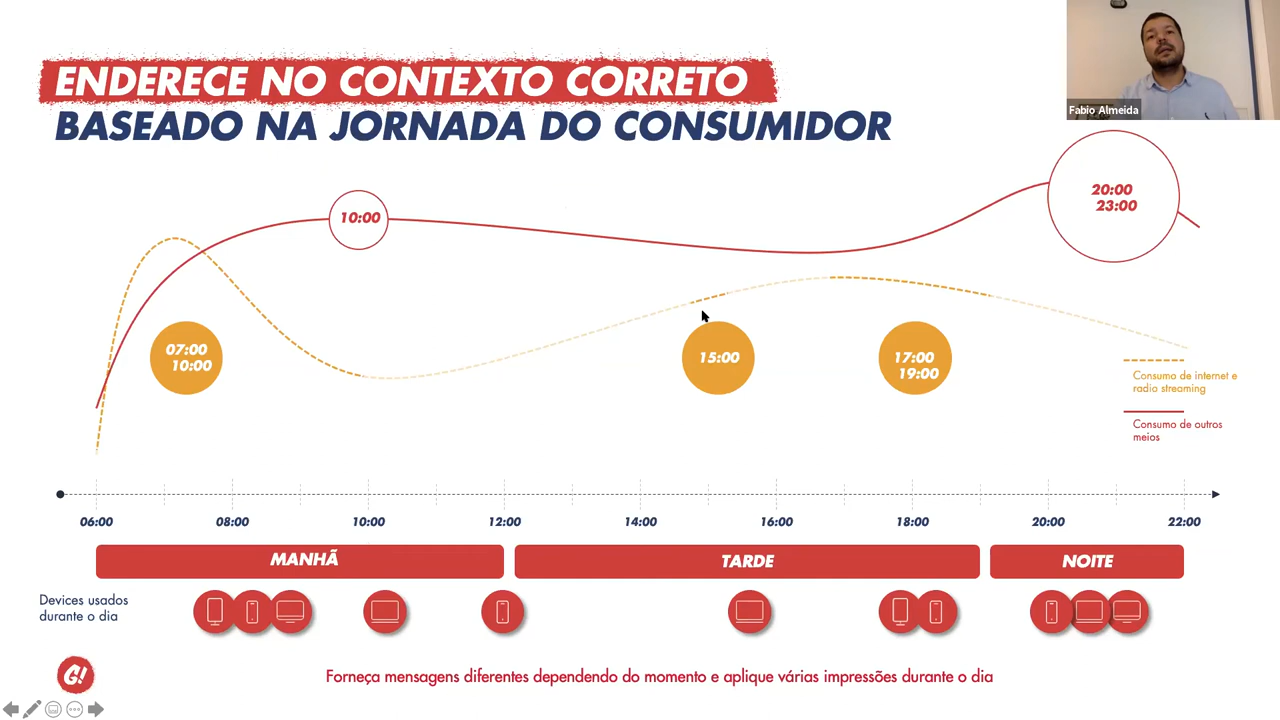 ENDERECE NO CONTEXTO CORRETO
BASEADO NA JORNADA DO CONSUMIDOR
Fabio Almeida
10:00
20:00
23:00
07:00
10:00
15:00
17:00
19:00
Consumo de internet e
radio streaming
Consumo de outros
meios
06:00
08:00
10:00
12:00
14:00
16:00
18:00
20:00
22:00
MANHÃ
TARDE
NOITE
Devices usados
durante o dia
G!
Forneça mensagens diferentes dependendo do momento e aplique várias impressões durante o dia